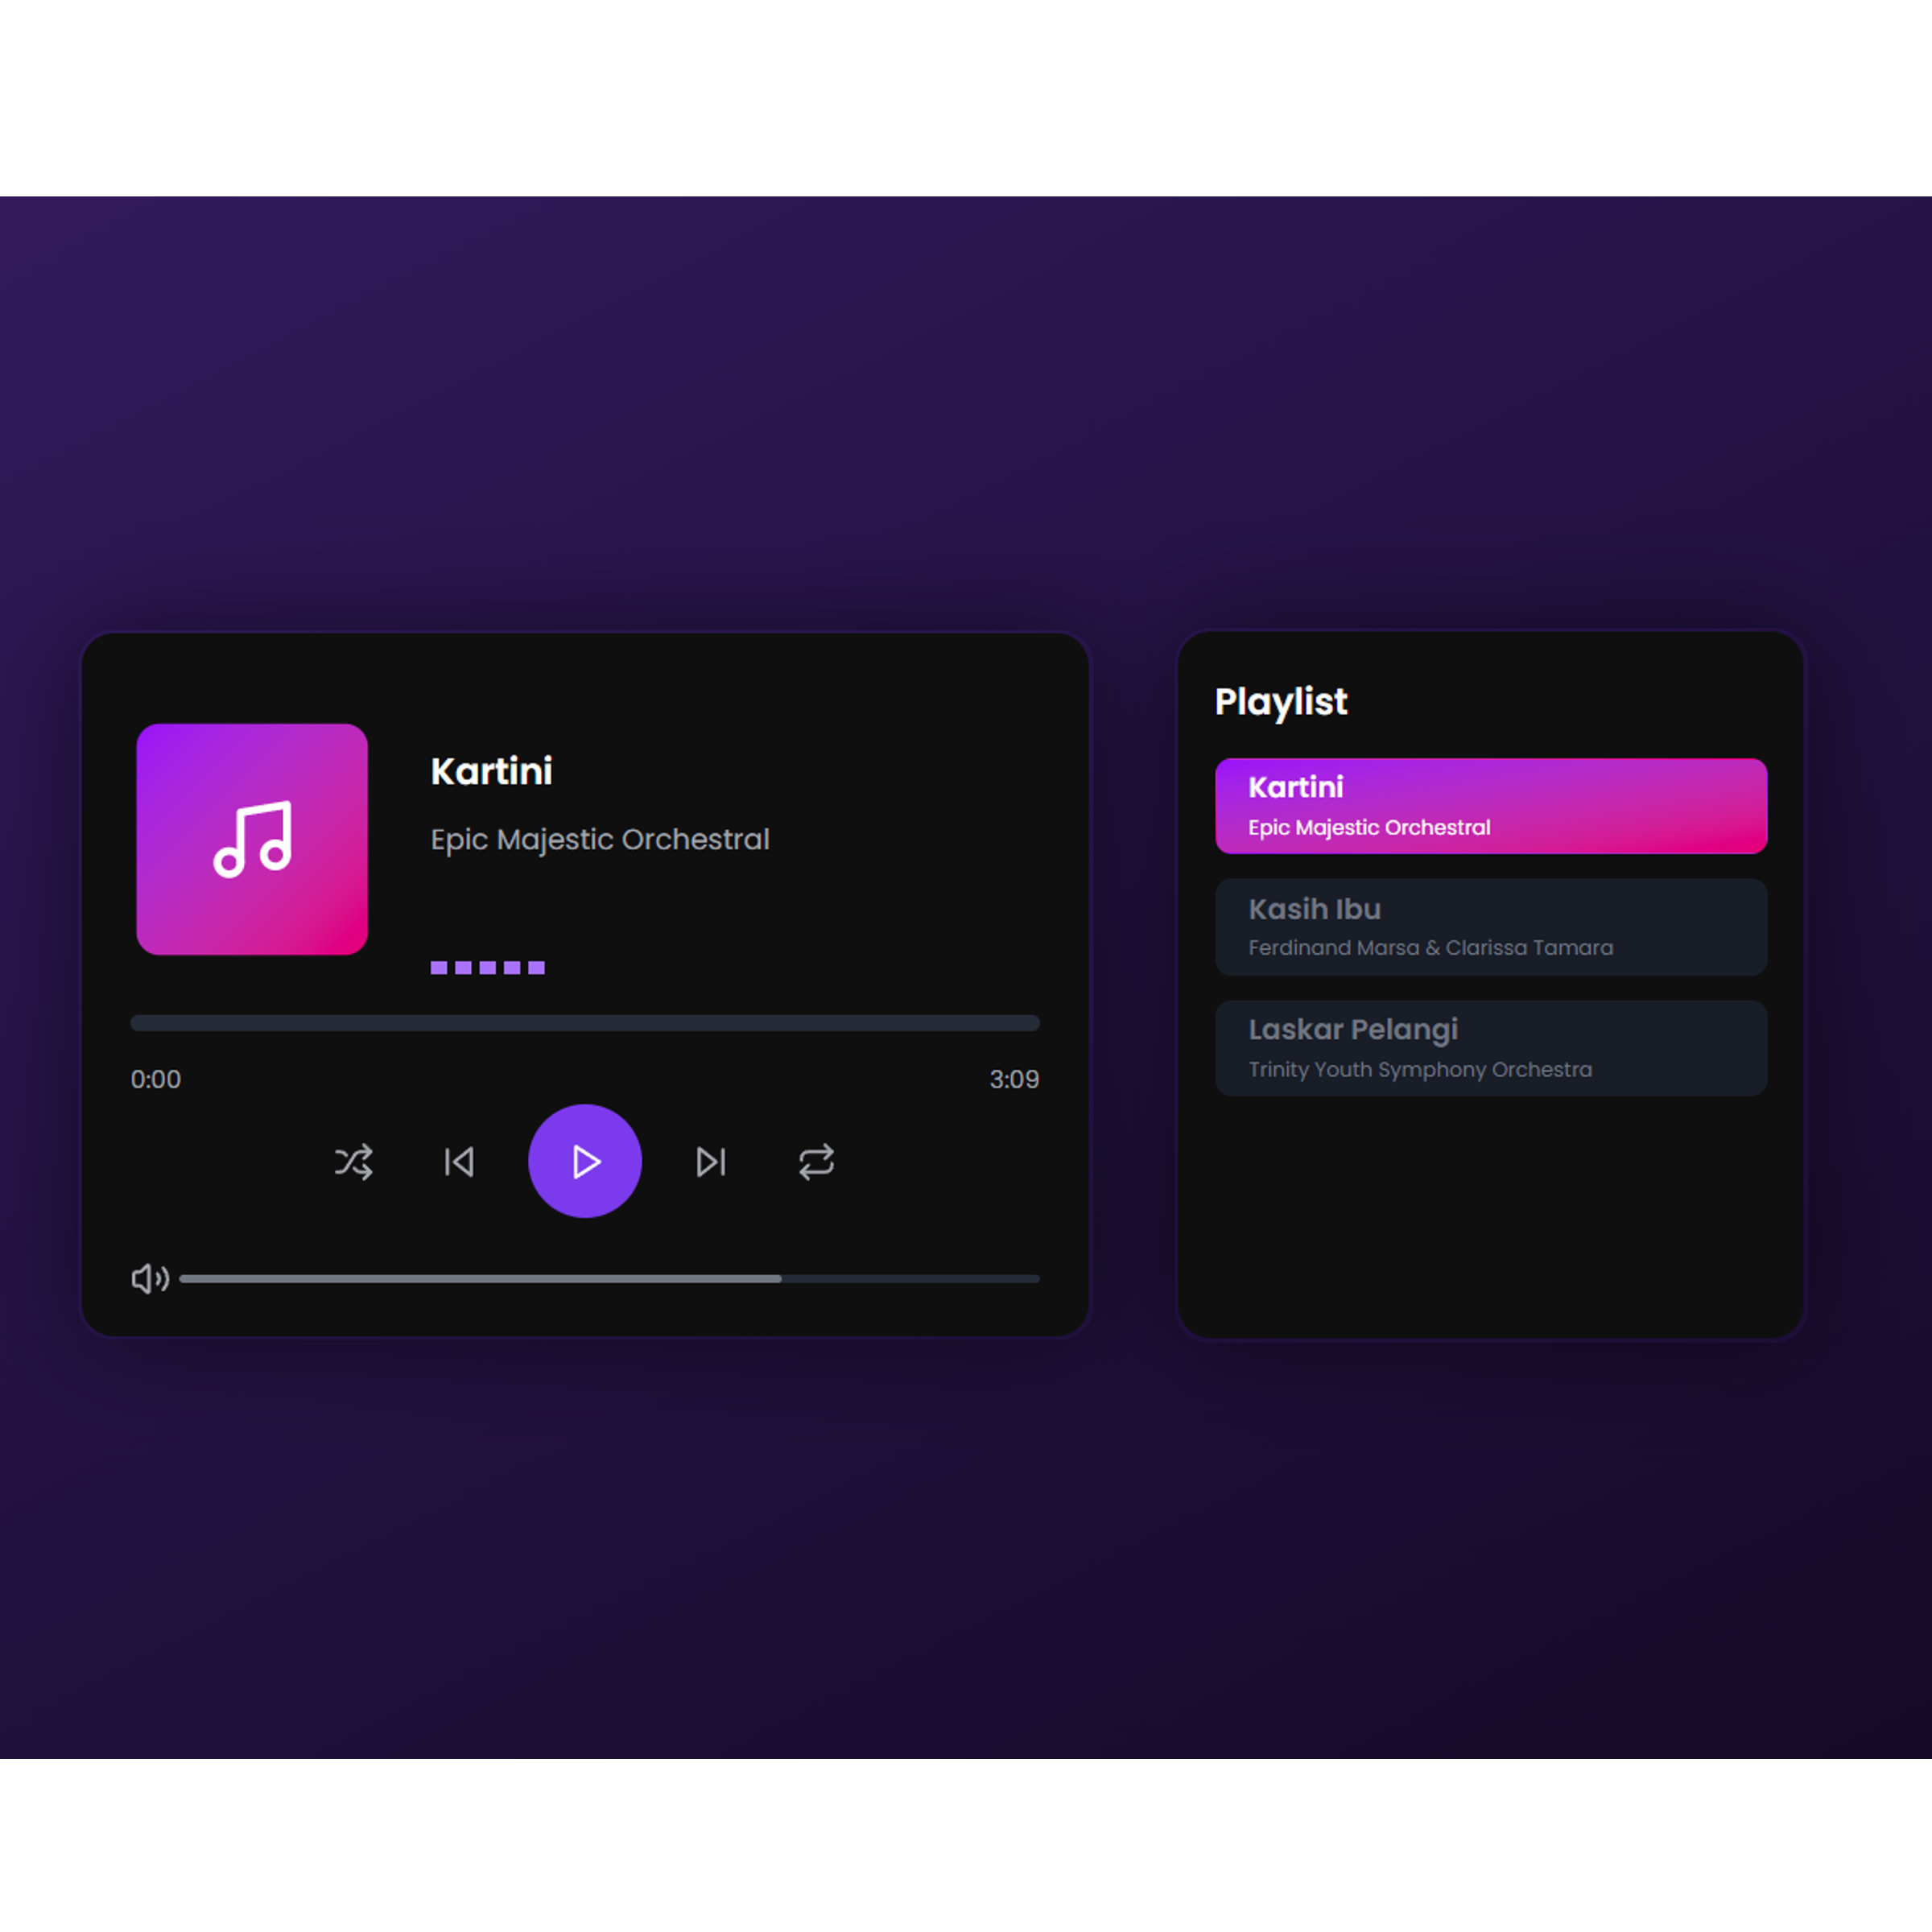 Kartini
Epic Majestic Orchestral
0:00
3:09
Playlist
Kartini
Epic Majestic Orchestral
Kasih Ibu
Ferdinand Marsa & Clarissa Tamara
Laskar Pelangi
Trinity Youth Symphony Orchestra